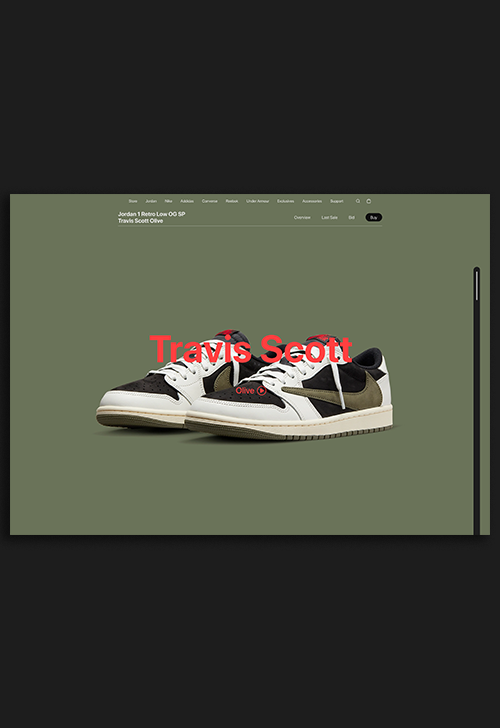 Store Jordan Nike Adidas Converse Reebok Under Armour Exclusives Accessories Support
Jordan 1 Retro Low OG SP
Travis Scott Olive
Overview Last Sale Bid Buy
Travis Scott
Olive